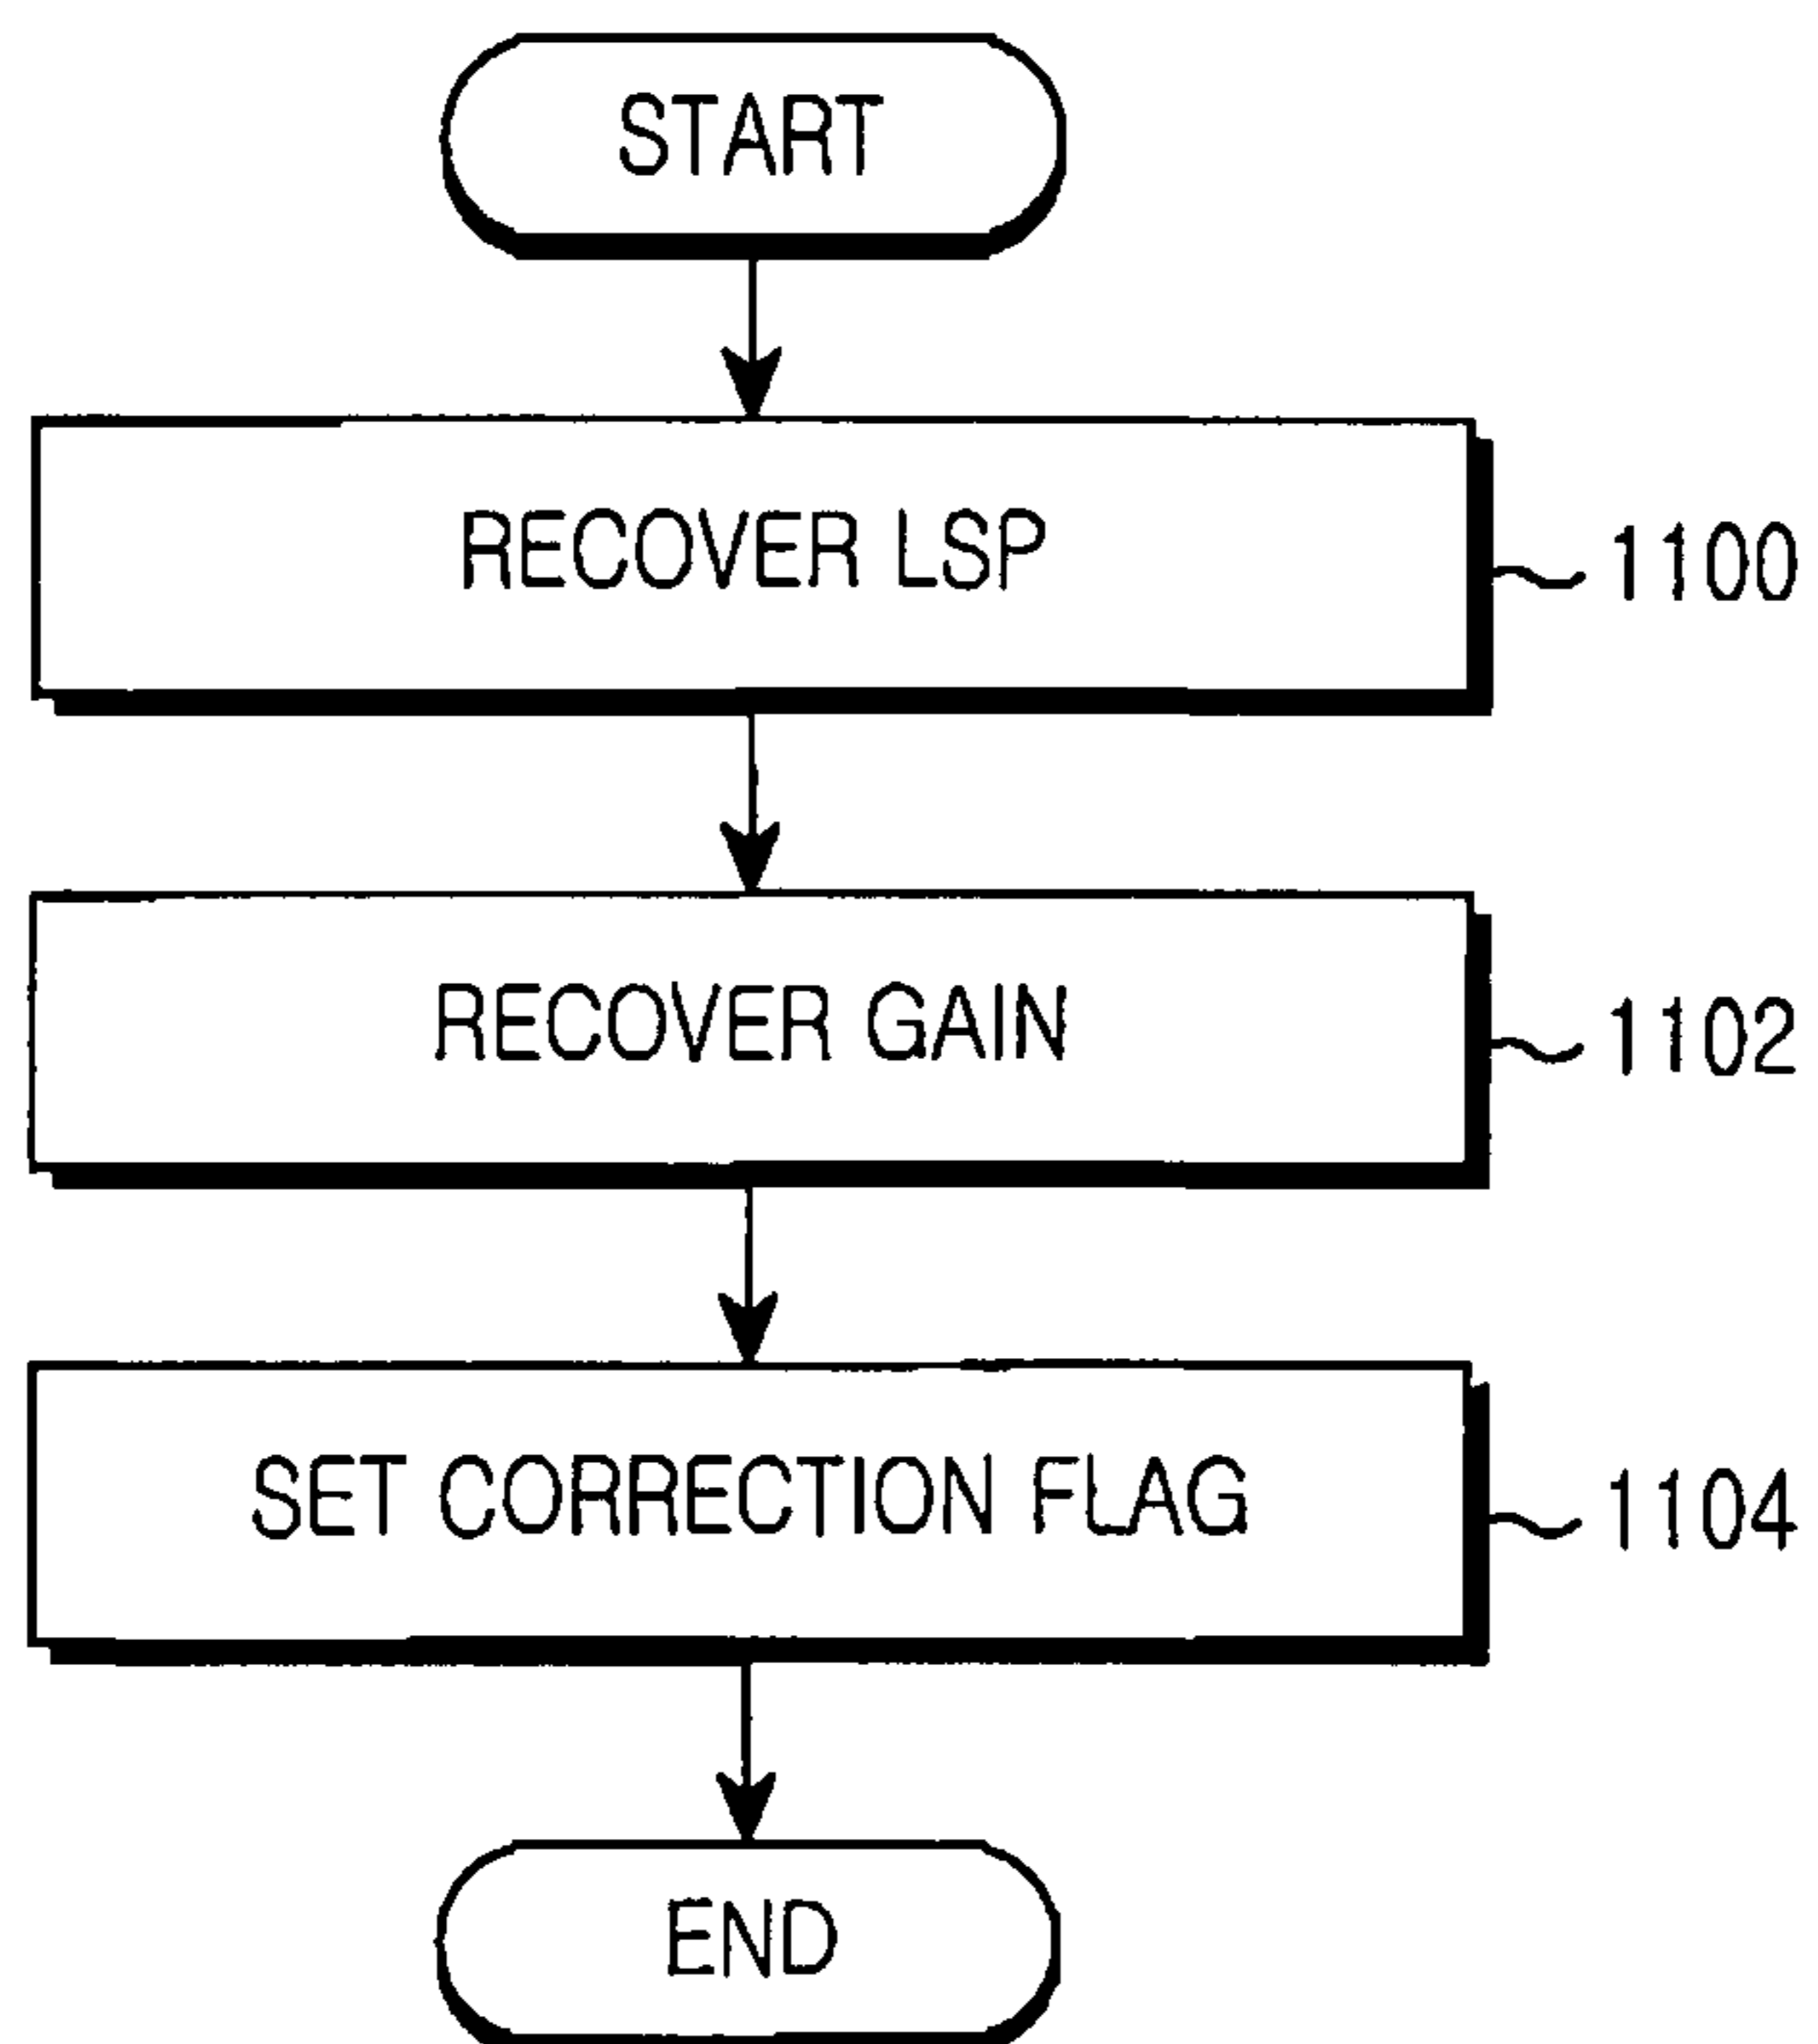 START
RECOVER LSP
1100
RECOVER GAIN
1102
SET CORRECTION FLAG
1104
END